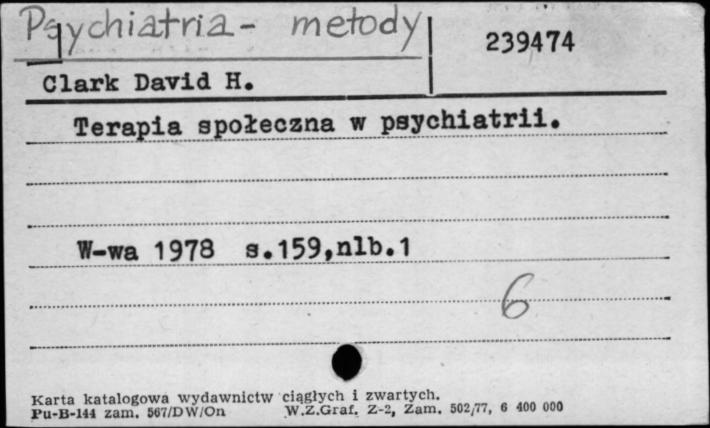 Psychiatria - metody
239474
Clark David H.
Terapia społeczna w psychiatrii.
W-wa 1978 s.159,nlb.1
6
Karta katalogowa wydawnictw ciągłych i zwartych.
Pu-B-144 zam. 567/DW/On W.Z.Graf. Z-2, Zam. 502/77, 6 400 000